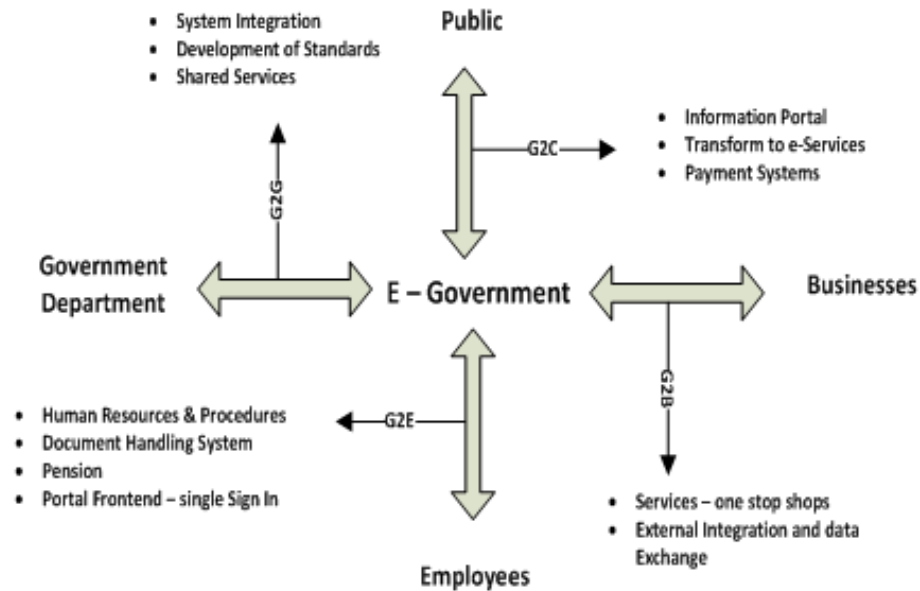 • System Integration
• Development of Standards
• Shared Services
Public
• Information Portal
• Transform to e-Services
• Payment Systems
G2C
G2G
Government
Department
E – Government
Businesses
G2B
G2E
• Human Resources & Procedures
• Document Handling System
• Pension
• Portal Frontend – single Sign In
• Services – one stop shops
• External Integration and data
Exchange
Employees